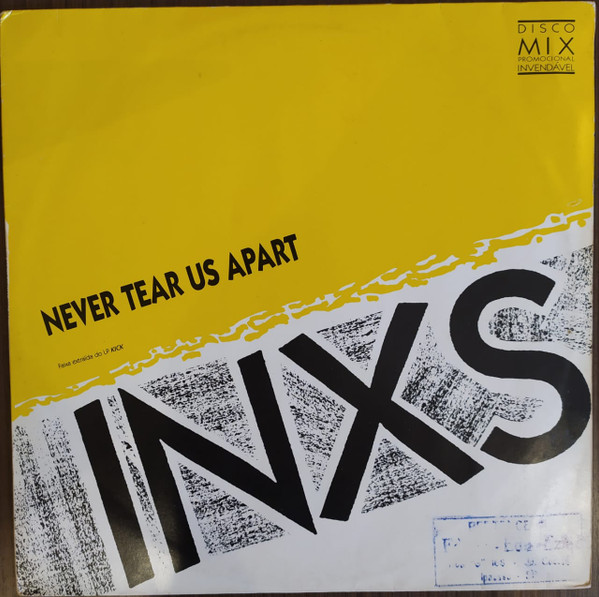 DISCO
MIX
PROMOCIONAL
INVENDÁVEL
NEVER TEAR US APART
Faixa extraída do LP KICK
INXS